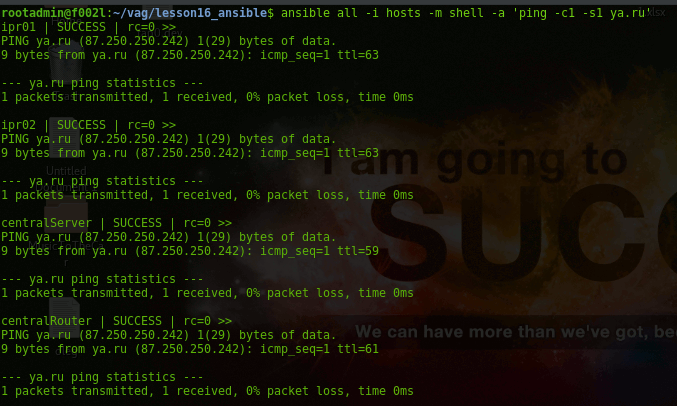 rootadmin@f002l:~/vag/lesson16_ansible$ ansible all -i hosts -m shell -a 'ping -c1 -s1 ya.ru'
ipr01 | SUCCESS | rc=0 >>
PING ya.ru (87.250.250.242) 1(29) bytes of data.
9 bytes from ya.ru (87.250.250.242): icmp_seq=1 ttl=63
--- ya.ru ping statistics ---
1 packets transmitted, 1 received, 0% packet loss, time 0ms
ipr02 | SUCCESS | rc=0 >>
PING ya.ru (87.250.250.242) 1(29) bytes of data.
9 bytes from ya.ru (87.250.250.242): icmp_seq=1 ttl=63
I am going to
Untitled
--- ya.ru ping statistics ---
1 packets transmitted, 1 received, 0% packet loss, time 0ms
SUCC
centralServer | SUCCESS | rc=0 >>
PING ya.ru (87.250.250.242) 1(29) bytes of data.
9 bytes from ya.ru (87.250.250.242): icmp_seq=1 ttl=59
--- ya.ru ping statistics ---
1 packets transmitted, 1 received, 0% packet loss, time 0ms
centralRouter | SUCCESS | rc=0 >>
We can have more than we've got, bec
PING ya.ru (87.250.250.242) 1(29) bytes of data.
9 bytes from ya.ru (87.250.250.242): icmp_seq=1 ttl=61
--- ya.ru ping statistics ---
1 packets transmitted, 1 received, 0% packet loss, time 0ms